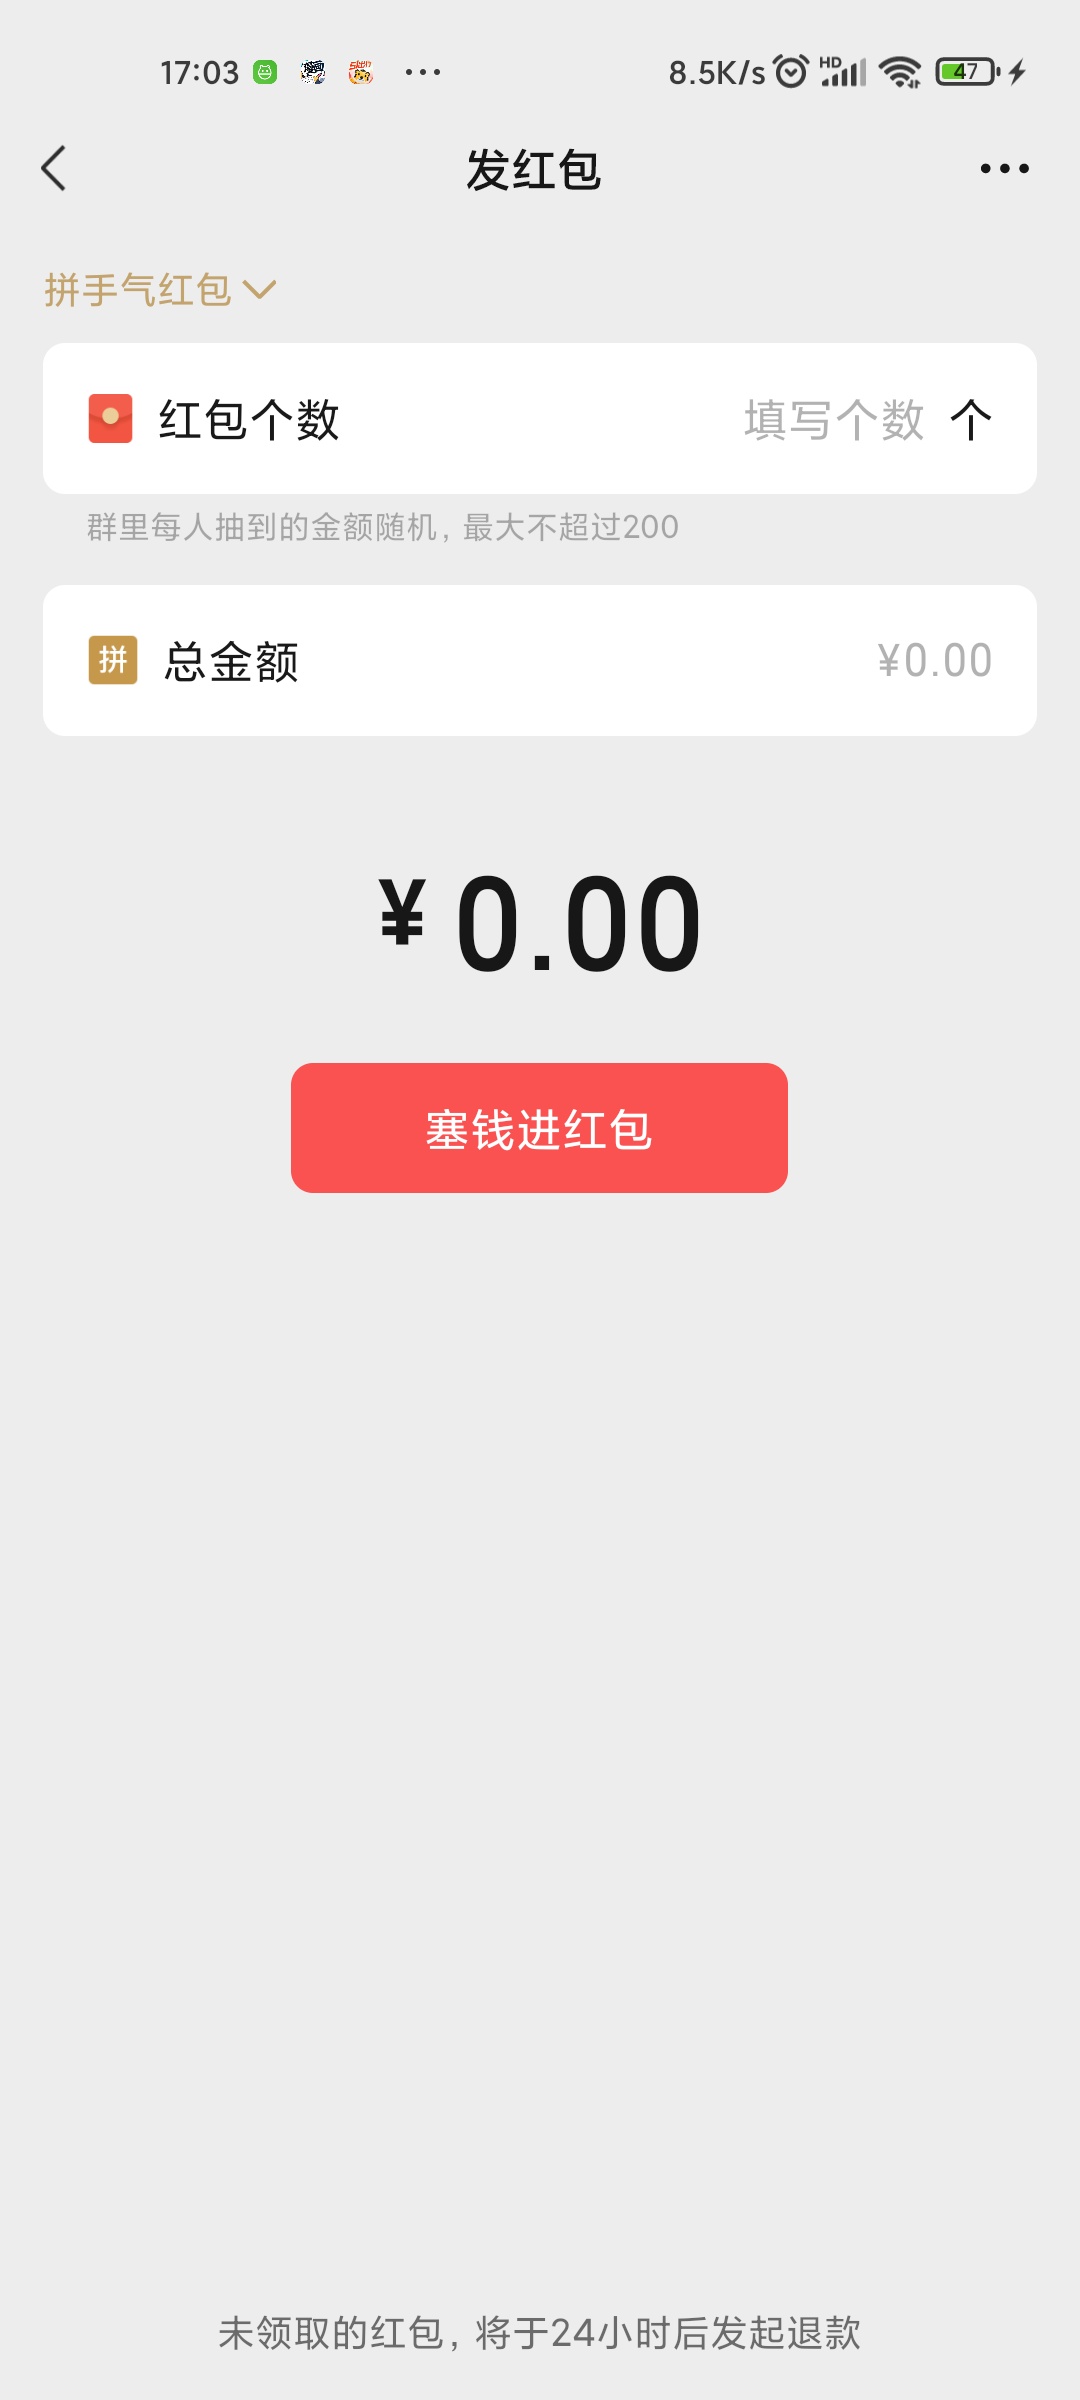 17:03
8.5K/s
HD
47
发红包
拼手气红包
红包个数
填写个数 个
群里每人抽到的金额随机，最大不超过200
拼 总金额
¥0.00
¥ 0.00
塞钱进红包
未领取的红包，将于24小时后发起退款